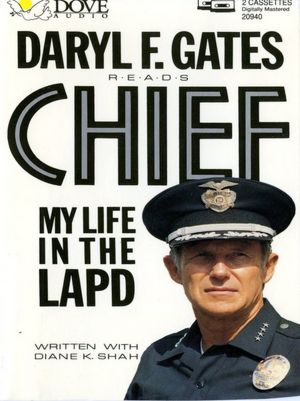 DOVE
AUDIO
2 CASSETTES
Digitally Mastered
20940
DARYL F. GATES
R·E·A·D·S
CHIEF
MY LIFE
IN THE
LAPD
WRITTEN WITH
DIANE K. SHAH